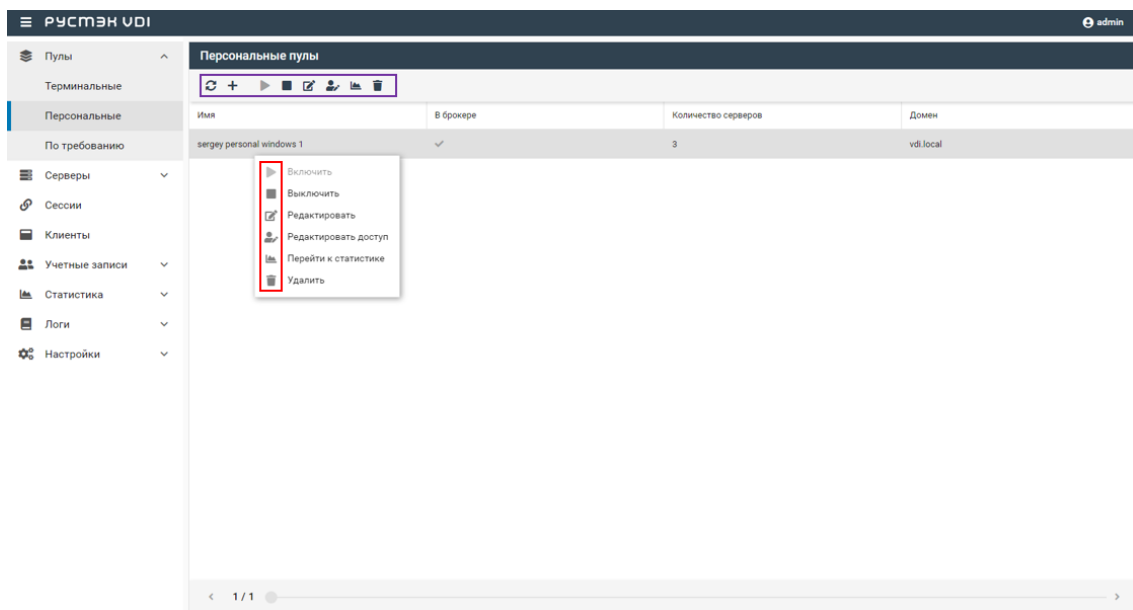 РУСТЭК VDI
admin
Пулы
Терминальные
Персональные
По требованию
Серверы
Сессии
Клиенты
Учетные записи
Статистика
Логи
Настройки
Персональные пулы
Имя В брокере Количество серверов Домен
sergey personal windows 1 3 vdi.local
Включить
Выключить
Редактировать
Редактировать доступ
Перейти к статистике
Удалить
1 / 1